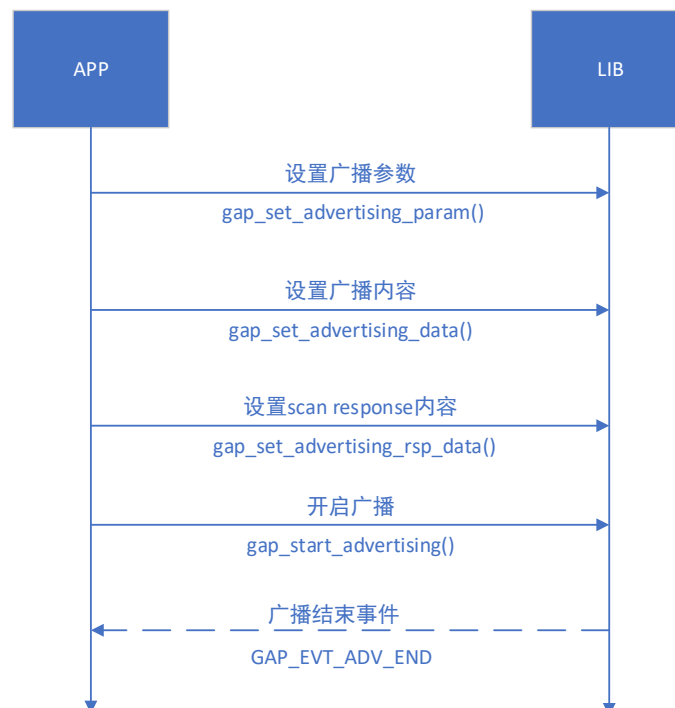 APP
LIB
设置广播参数
gap_set_advertising_param()
设置广播内容
gap_set_advertising_data()
设置scan response内容
gap_set_advertising_rsp_data()
开启广播
gap_start_advertising()
广播结束事件
GAP_EVT_ADV_END